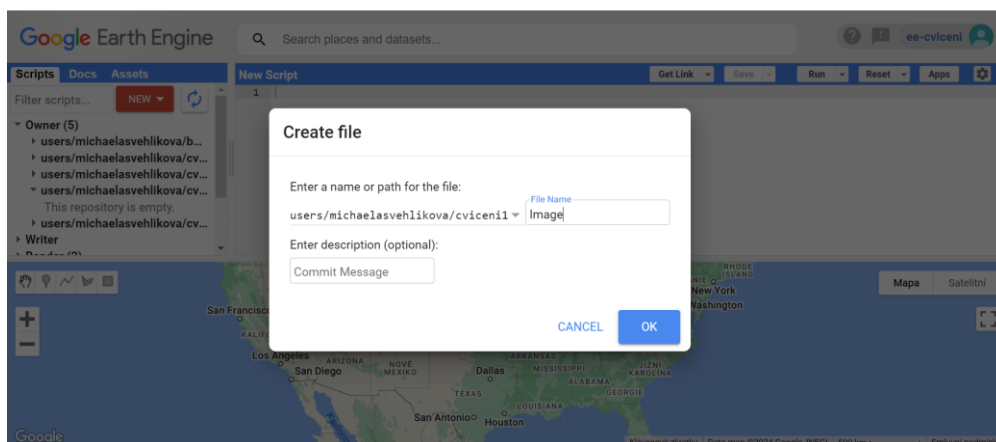 Google Earth Engine
Search places and datasets...
ee-cviceni
Scripts Docs Assets
New Script
Get Link Save Run Reset Apps
Filter scripts...
NEW
1
Owner (5)
users/michaelasvehlikova/b...
users/michaelasvehlikova/cv...
users/michaelasvehlikova/cv...
users/michaelasvehlikova/cv...
This repository is empty.
users/michaelasvehlikova/cv...
Writer
Create file
Enter a name or path for the file:
File Name
users/michaelasvehlikova/cviceni1
Image
Enter description (optional):
Commit Message
CANCEL
OK
Mapa Satelitní
RHODE
ISLAND
New York
Washington
San Francisco
Los Angeles
San Diego
ARIZONA
NOVÉ
MEXIKO
Dallas
TEXAS
ARKANSAS
MISSISSIPPI
ALABAMA
JIŽNÍ
KAROLÍNA
GEORGIE
LOUISIANA
San Antonio
Houston
Google